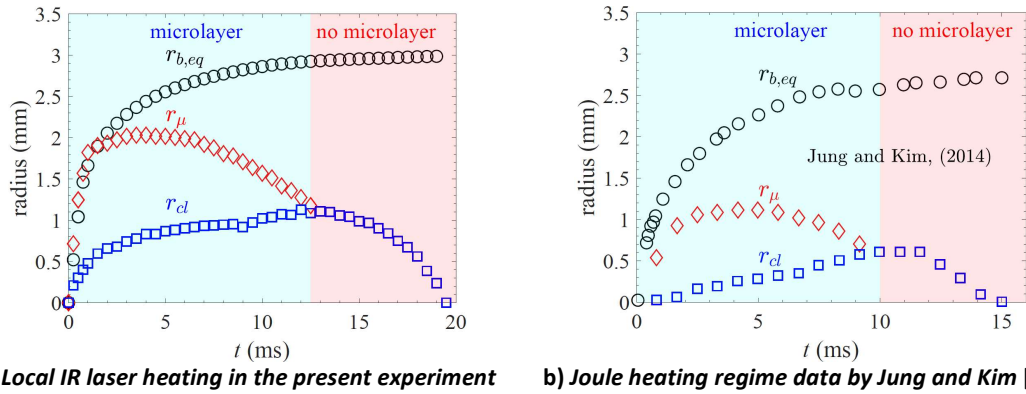 microlayer no microlayer
r_{b,eq}
r_μ
r_{cl}
radius (mm)
0 0.5 1 1.5 2 2.5 3 3.5
0 5 10 15 20
t (ms)
Local IR laser heating in the present experiment
microlayer no microlayer
r_{b,eq}
Jung and Kim, (2014)
r_μ
r_{cl}
radius (mm)
0 0.5 1 1.5 2 2.5 3 3.5
0 5 10 15
t (ms)
b) Joule heating regime data by Jung and Kim [